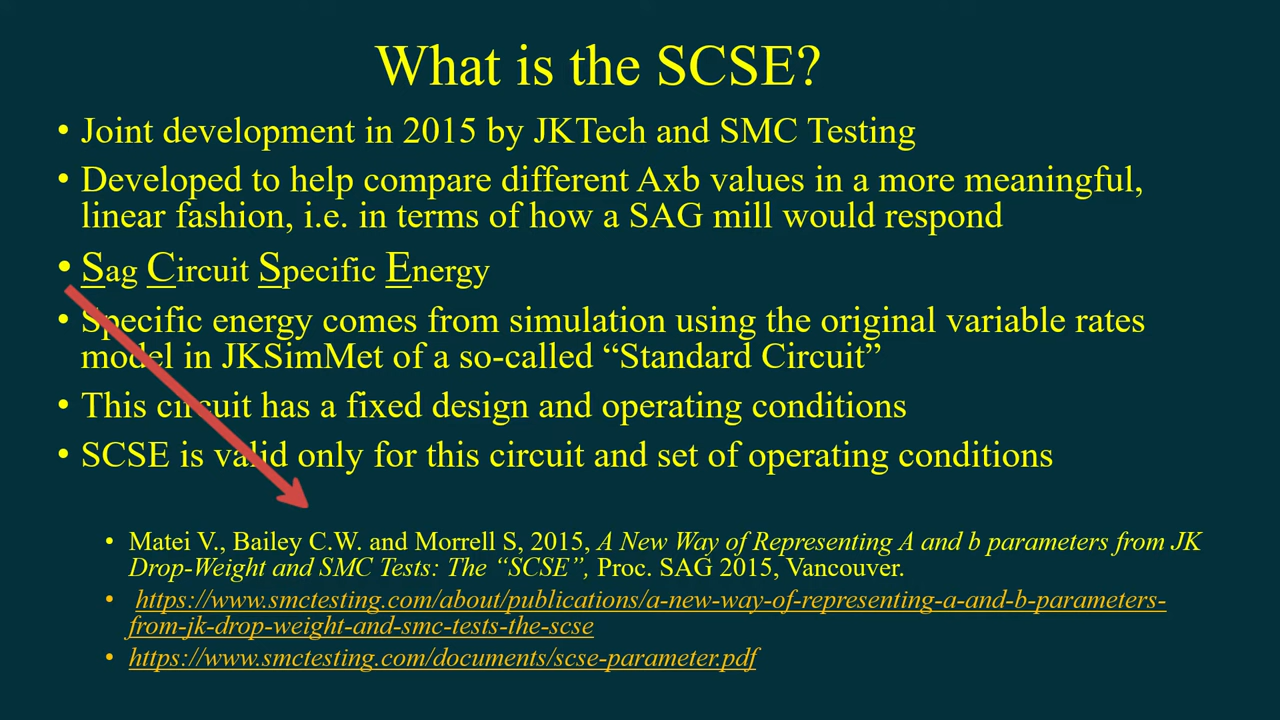 What is the SCSE?
• Joint development in 2015 by JKTech and SMC Testing
• Developed to help compare different Axb values in a more meaningful,
linear fashion, i.e. in terms of how a SAG mill would respond
• Sag Circuit Specific Energy
• Specific energy comes from simulation using the original variable rates
model in JKSimMet of a so-called “Standard Circuit”
• This circuit has a fixed design and operating conditions
• SCSE is valid only for this circuit and set of operating conditions
• Matei V., Bailey C.W. and Morrell S, 2015, A New Way of Representing A and b parameters from JK
Drop-Weight and SMC Tests: The “SCSE”, Proc. SAG 2015, Vancouver.
• https://www.smctesting.com/about/publications/a-new-way-of-representing-a-and-b-parameters-
from-jk-drop-weight-and-smc-tests-the-scse
• https://www.smctesting.com/documents/scse-parameter.pdf